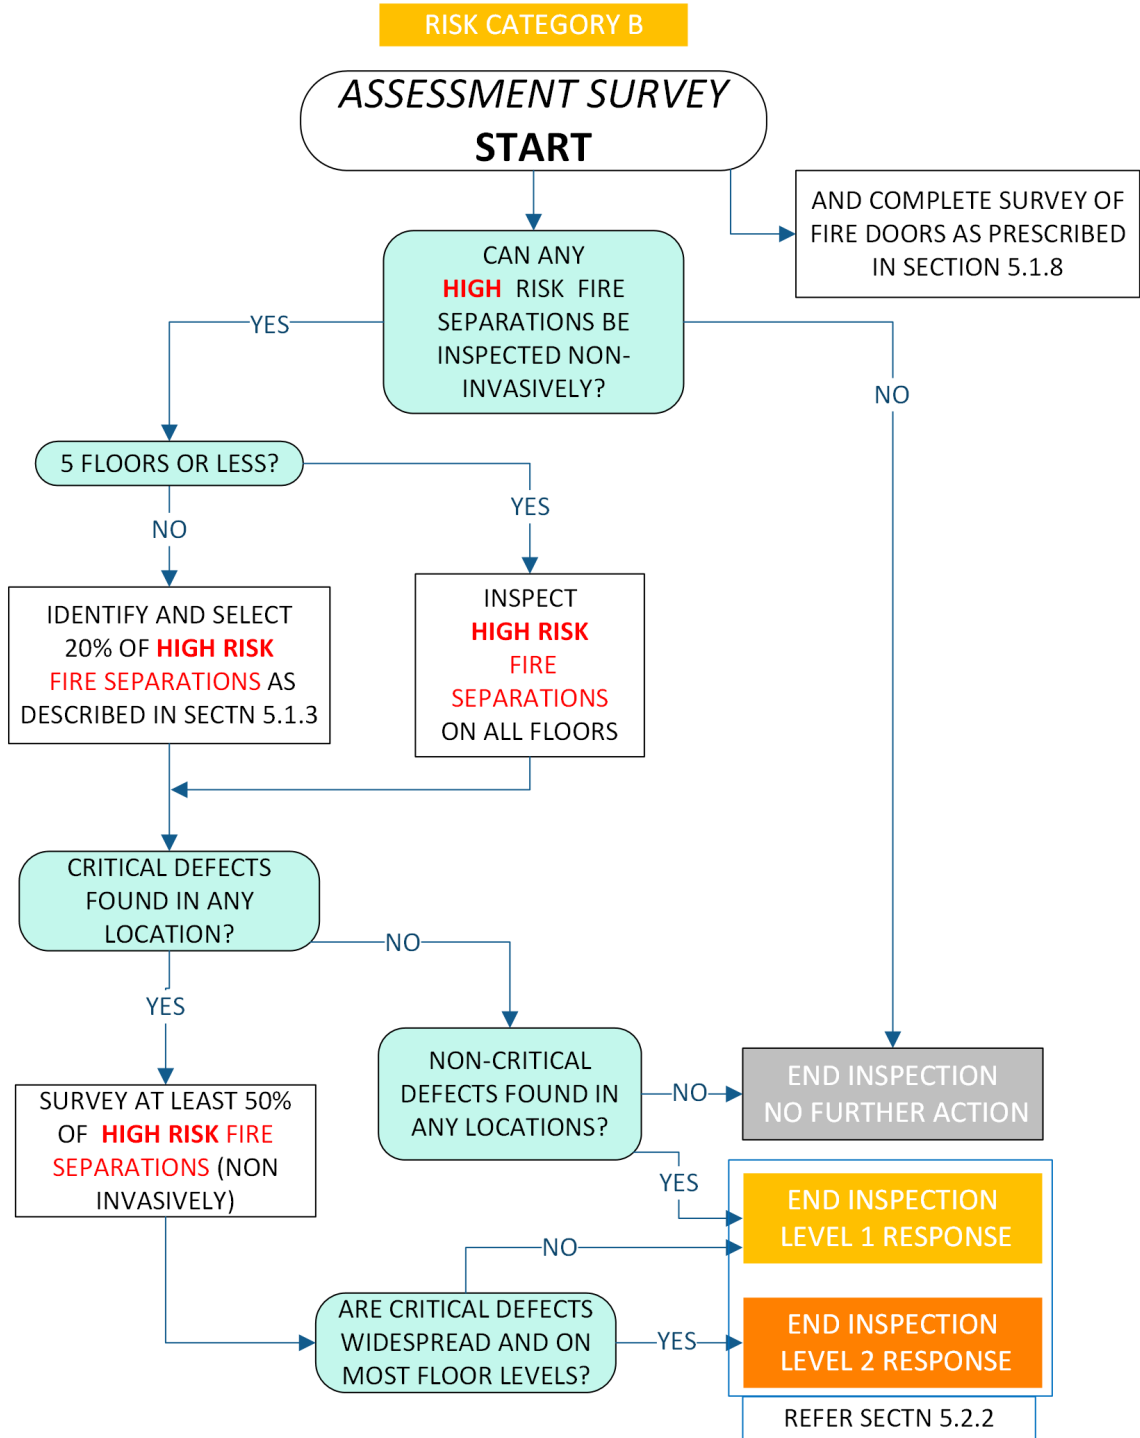 RISK CATEGORY B
ASSESSMENT SURVEY
START
AND COMPLETE SURVEY OF
FIRE DOORS AS PRESCRIBED
IN SECTION 5.1.8
CAN ANY
HIGH RISK FIRE
SEPARATIONS BE
INSPECTED NON-
INVASIVELY?
YES
NO
5 FLOORS OR LESS?
NO
YES
IDENTIFY AND SELECT
20% OF HIGH RISK
FIRE SEPARATIONS AS
DESCRIBED IN SECTN 5.1.3
INSPECT
HIGH RISK
FIRE
SEPARATIONS
ON ALL FLOORS
CRITICAL DEFECTS
FOUND IN ANY
LOCATION?
NO
YES
NON-CRITICAL
DEFECTS FOUND IN
ANY LOCATIONS?
NO
YES
END INSPECTION
NO FURTHER ACTION
SURVEY AT LEAST 50%
OF HIGH RISK FIRE
SEPARATIONS (NON
INVASIVELY)
END INSPECTION
LEVEL 1 RESPONSE
NO
ARE CRITICAL DEFECTS
WIDESPREAD AND ON
MOST FLOOR LEVELS?
YES
END INSPECTION
LEVEL 2 RESPONSE
REFER SECTN 5.2.2